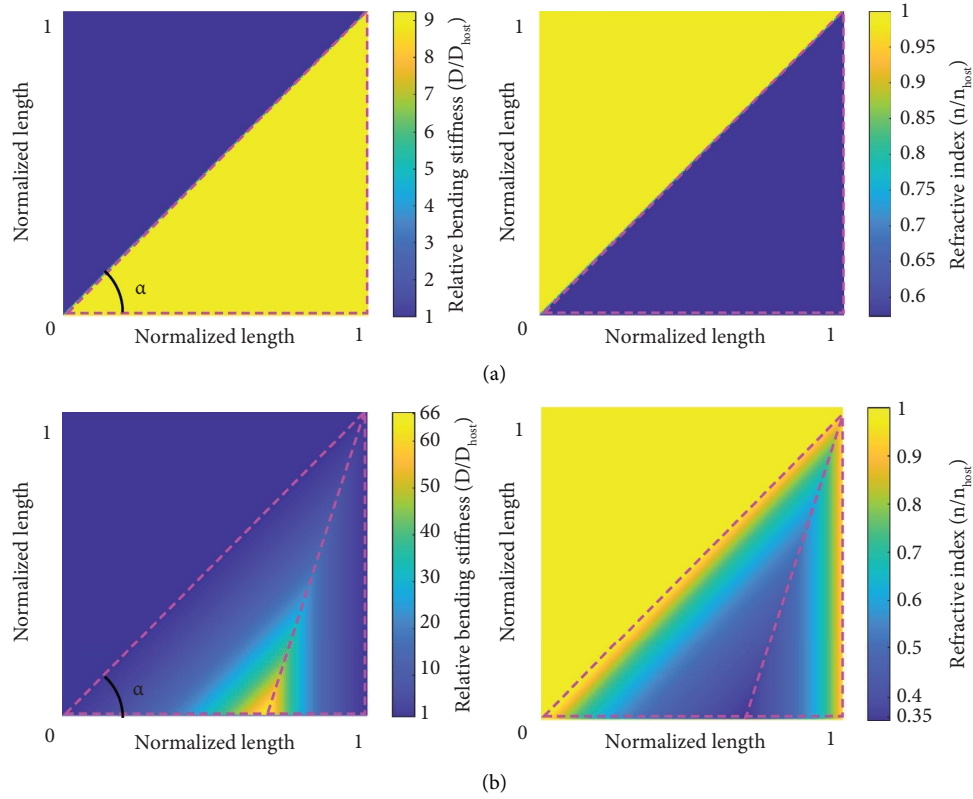 1
Normalized length
α
0
Normalized length
1
9
8
7
6
5
4
3
2
1
Relative bending stiffness (D/D_host)
Normalized length
1
0.95
0.9
0.85
0.8
0.75
0.7
0.65
0.6
Refractive index (n/n_host)
1
0
Normalized length
1
(a)
1
Normalized length
α
0
Normalized length
1
66
60
50
40
30
20
10
1
Relative bending stiffness (D/D_host)
1
Normalized length
0
Normalized length
1
1
0.9
0.8
0.7
0.6
0.5
0.4
0.35
Refractive index (n/n_host)
(b)